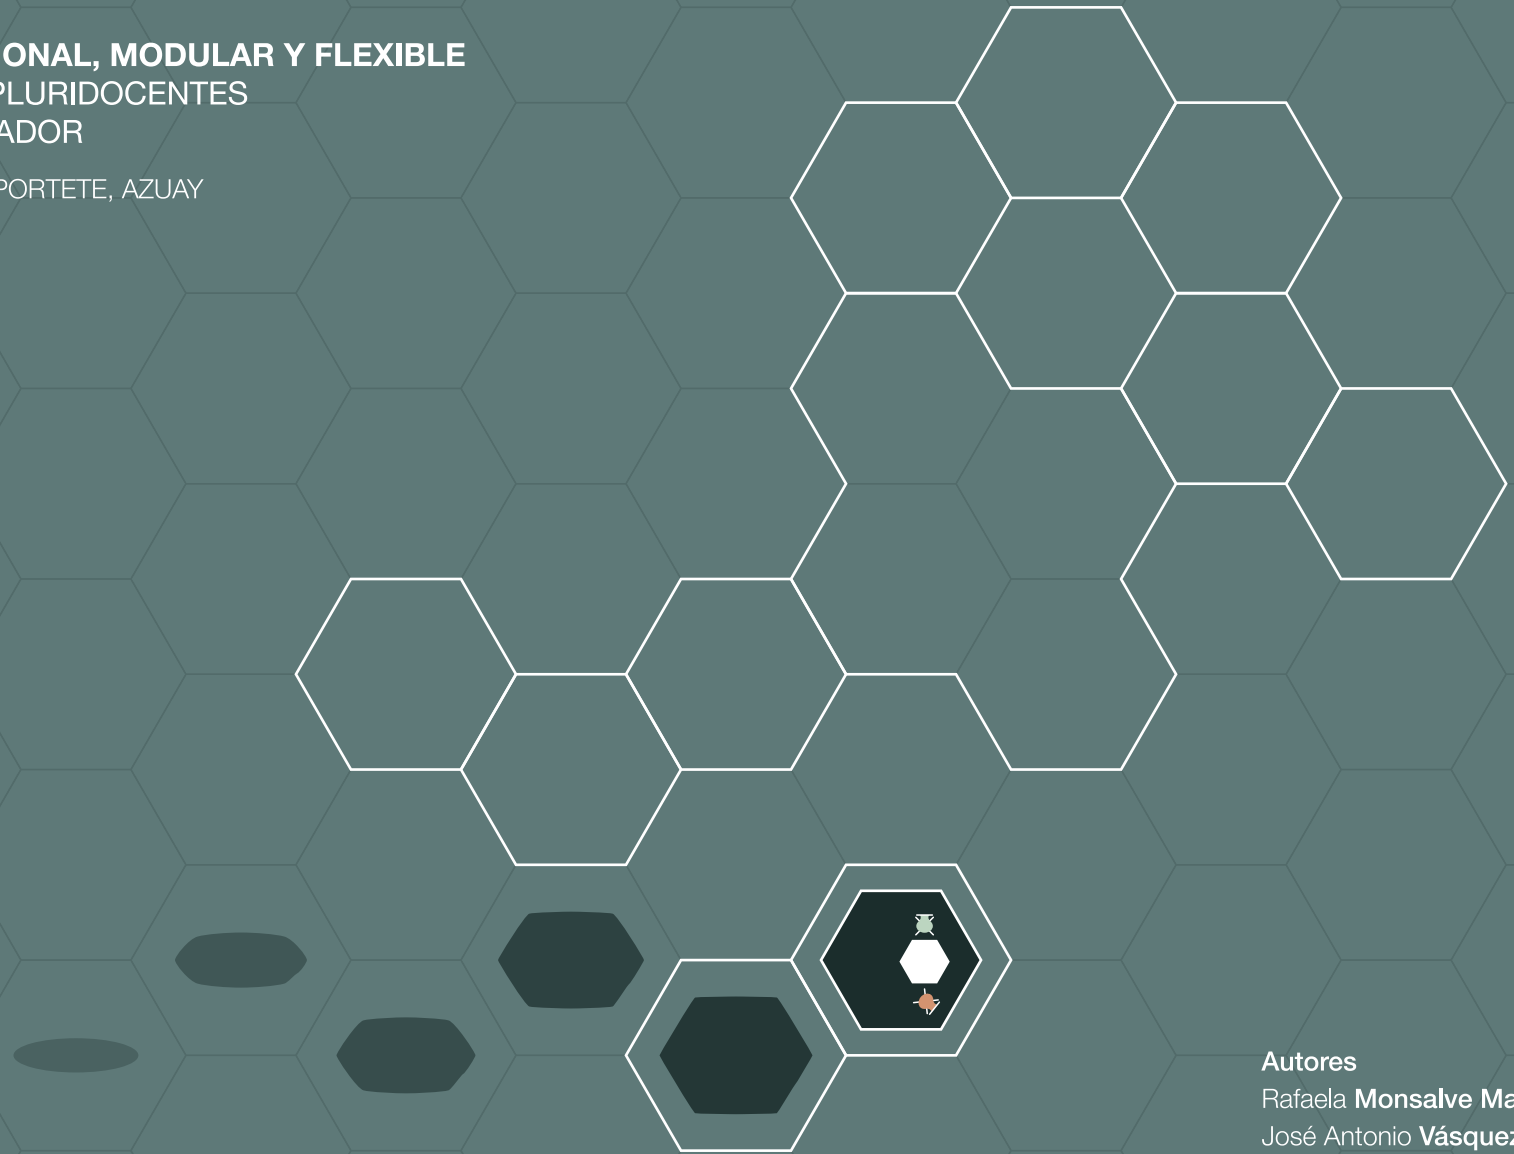 ONAL, MODULAR Y FLEXIBLE
PLURIDOCENTES
ADOR
PORTETE, AZUAY
Autores
Rafaela Monsalve Ma
José Antonio Vásquez